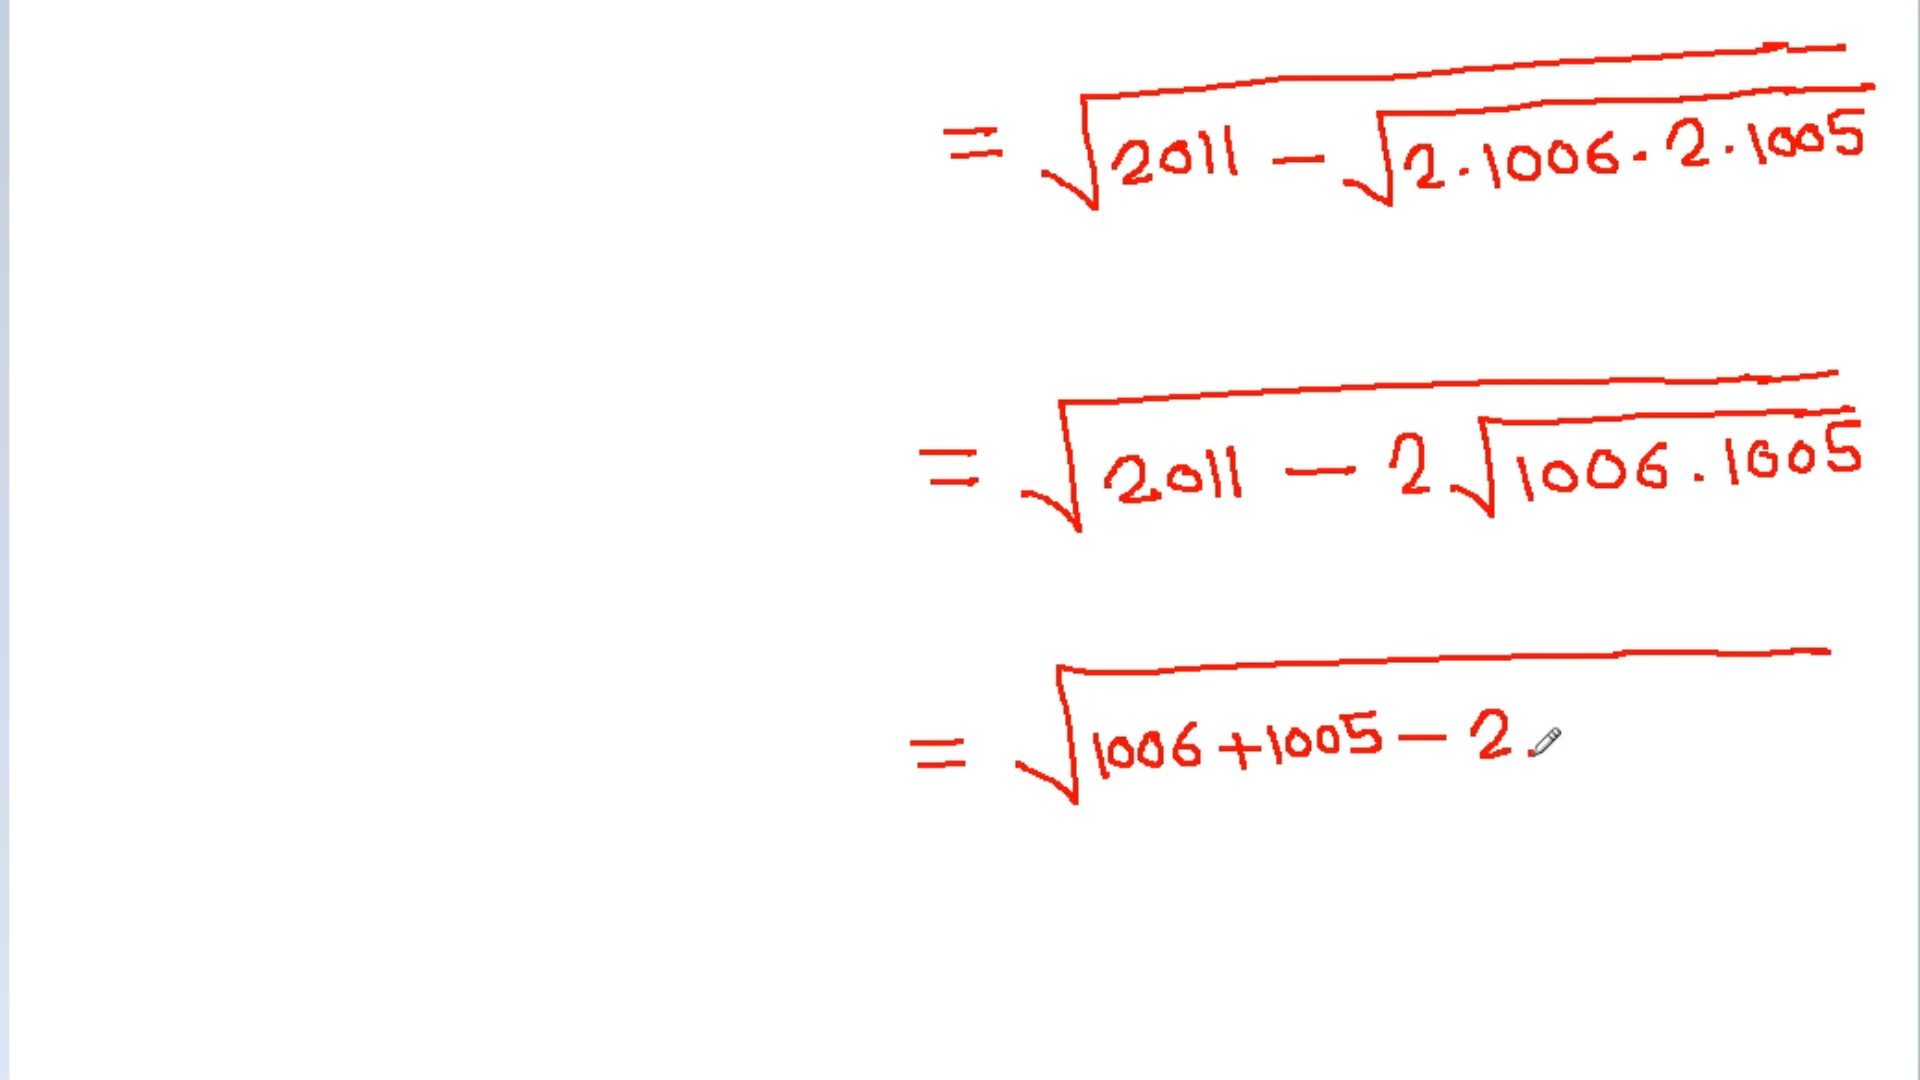 = √(2011 − √(2·1006·2·1005))
= √(2011 − 2√(1006·1005))
= √(1006+1005 − 2.